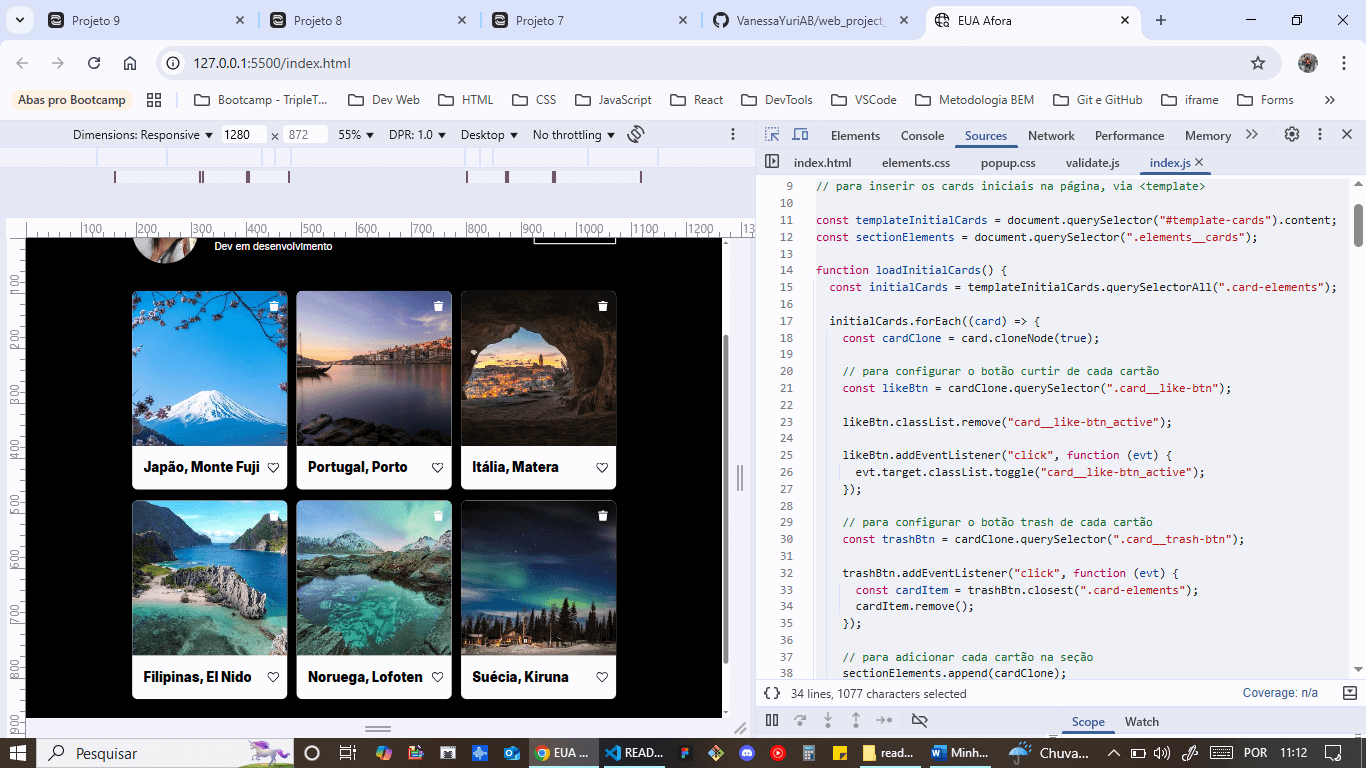 Projeto 9
Projeto 8
Projeto 7
VanessaYuriAB/web_project_
EUA Afora
127.0.0.1:5500/index.html
Abas pro Bootcamp
Bootcamp - TripleT...
Dev Web
HTML
CSS
JavaScript
React
DevTools
VSCode
Metodologia BEM
Git e GitHub
iframe
Forms
Dimensions: Responsive
1280
×
872
55%
DPR: 1.0
Desktop
No throttling
100 200 300 400 500 600 700 800 900 1000 1100 1200 13
100
200
300
400
500
600
700
800
900
Dev em desenvolvimento
Japão, Monte Fuji
Portugal, Porto
Itália, Matera
Filipinas, El Nido
Noruega, Lofoten
Suécia, Kiruna
Elements
Console
Sources
Network
Performance
Memory
index.html
elements.css
popup.css
validate.js
index.js
9 // para inserir os cards iniciais na página, via <template>
10
11 const templateInitialCards = document.querySelector("#template-cards").content;
12 const sectionElements = document.querySelector(".elements__cards");
13
14 function loadInitialCards() {
15 const initialCards = templateInitialCards.querySelectorAll(".card-elements");
16
17 initialCards.forEach((card) => {
18 const cardClone = card.cloneNode(true);
19
20 // para configurar o botão curtir de cada cartão
21 const likeBtn = cardClone.querySelector(".card__like-btn");
22
23 likeBtn.classList.remove("card__like-btn_active");
24
25 likeBtn.addEventListener("click", function (evt) {
26 evt.target.classList.toggle("card__like-btn_active");
27 });
28
29 // para configurar o botão trash de cada cartão
30 const trashBtn = cardClone.querySelector(".card__trash-btn");
31
32 trashBtn.addEventListener("click", function (evt) {
33 const cardItem = trashBtn.closest(".card-elements");
34 cardItem.remove();
35 });
36
37 // para adicionar cada cartão na seção
38 sectionElements.append(cardClone);
{} 34 lines, 1077 characters selected
Coverage: n/a
Scope
Watch
Pesquisar
EUA ...
READ...
read...
Minh...
Chuva...
POR
11:12